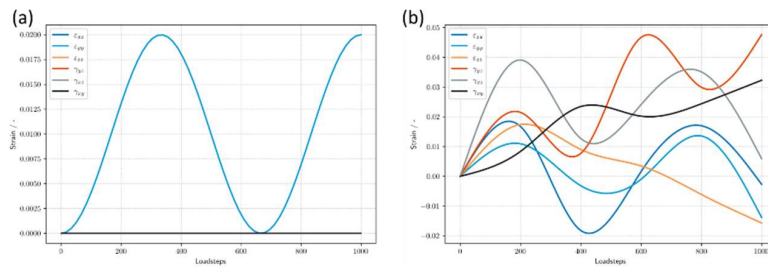 (a)
0.0200
0.0175
0.0150
0.0125
0.0100
0.0075
0.0050
0.0025
0.0000
Strain / -
ε_xx
ε_yy
ε_zz
γ_yz
γ_xz
γ_xy
0 200 400 600 800 1000
Loadsteps
(b)
0.05
0.04
0.03
0.02
0.01
0.00
−0.01
−0.02
Strain / -
ε_xx
ε_yy
ε_zz
γ_yz
γ_xz
γ_xy
0 200 400 600 800 1000
Loadsteps